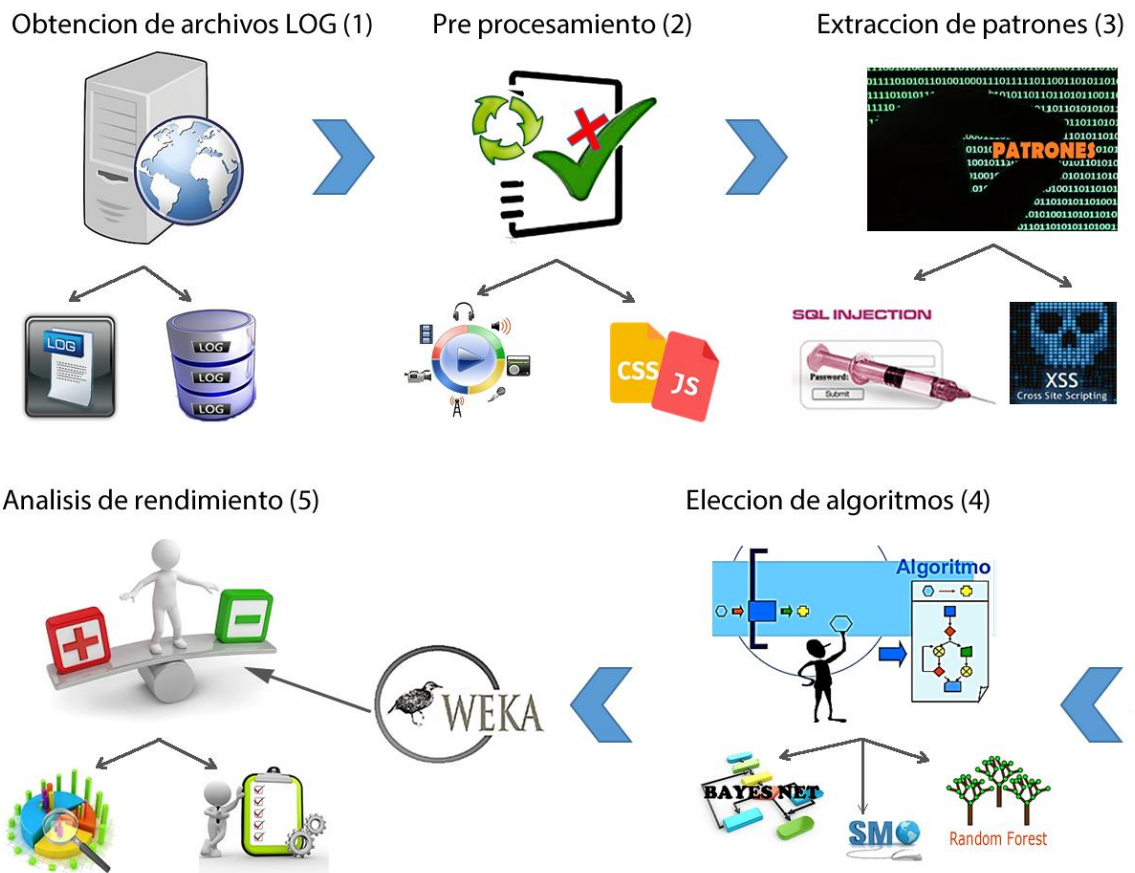 Obtencion de archivos LOG (1)
Pre procesamiento (2)
Extraccion de patrones (3)
PATRONES
LOG
LOG
LOG
LOG
CSS
JS
SQL INJECTION
Password:
Submit
XSS
Cross Site Scripting
Analisis de rendimiento (5)
Eleccion de algoritmos (4)
WEKA
Algoritmo
BAYES NET
SMO
Random Forest